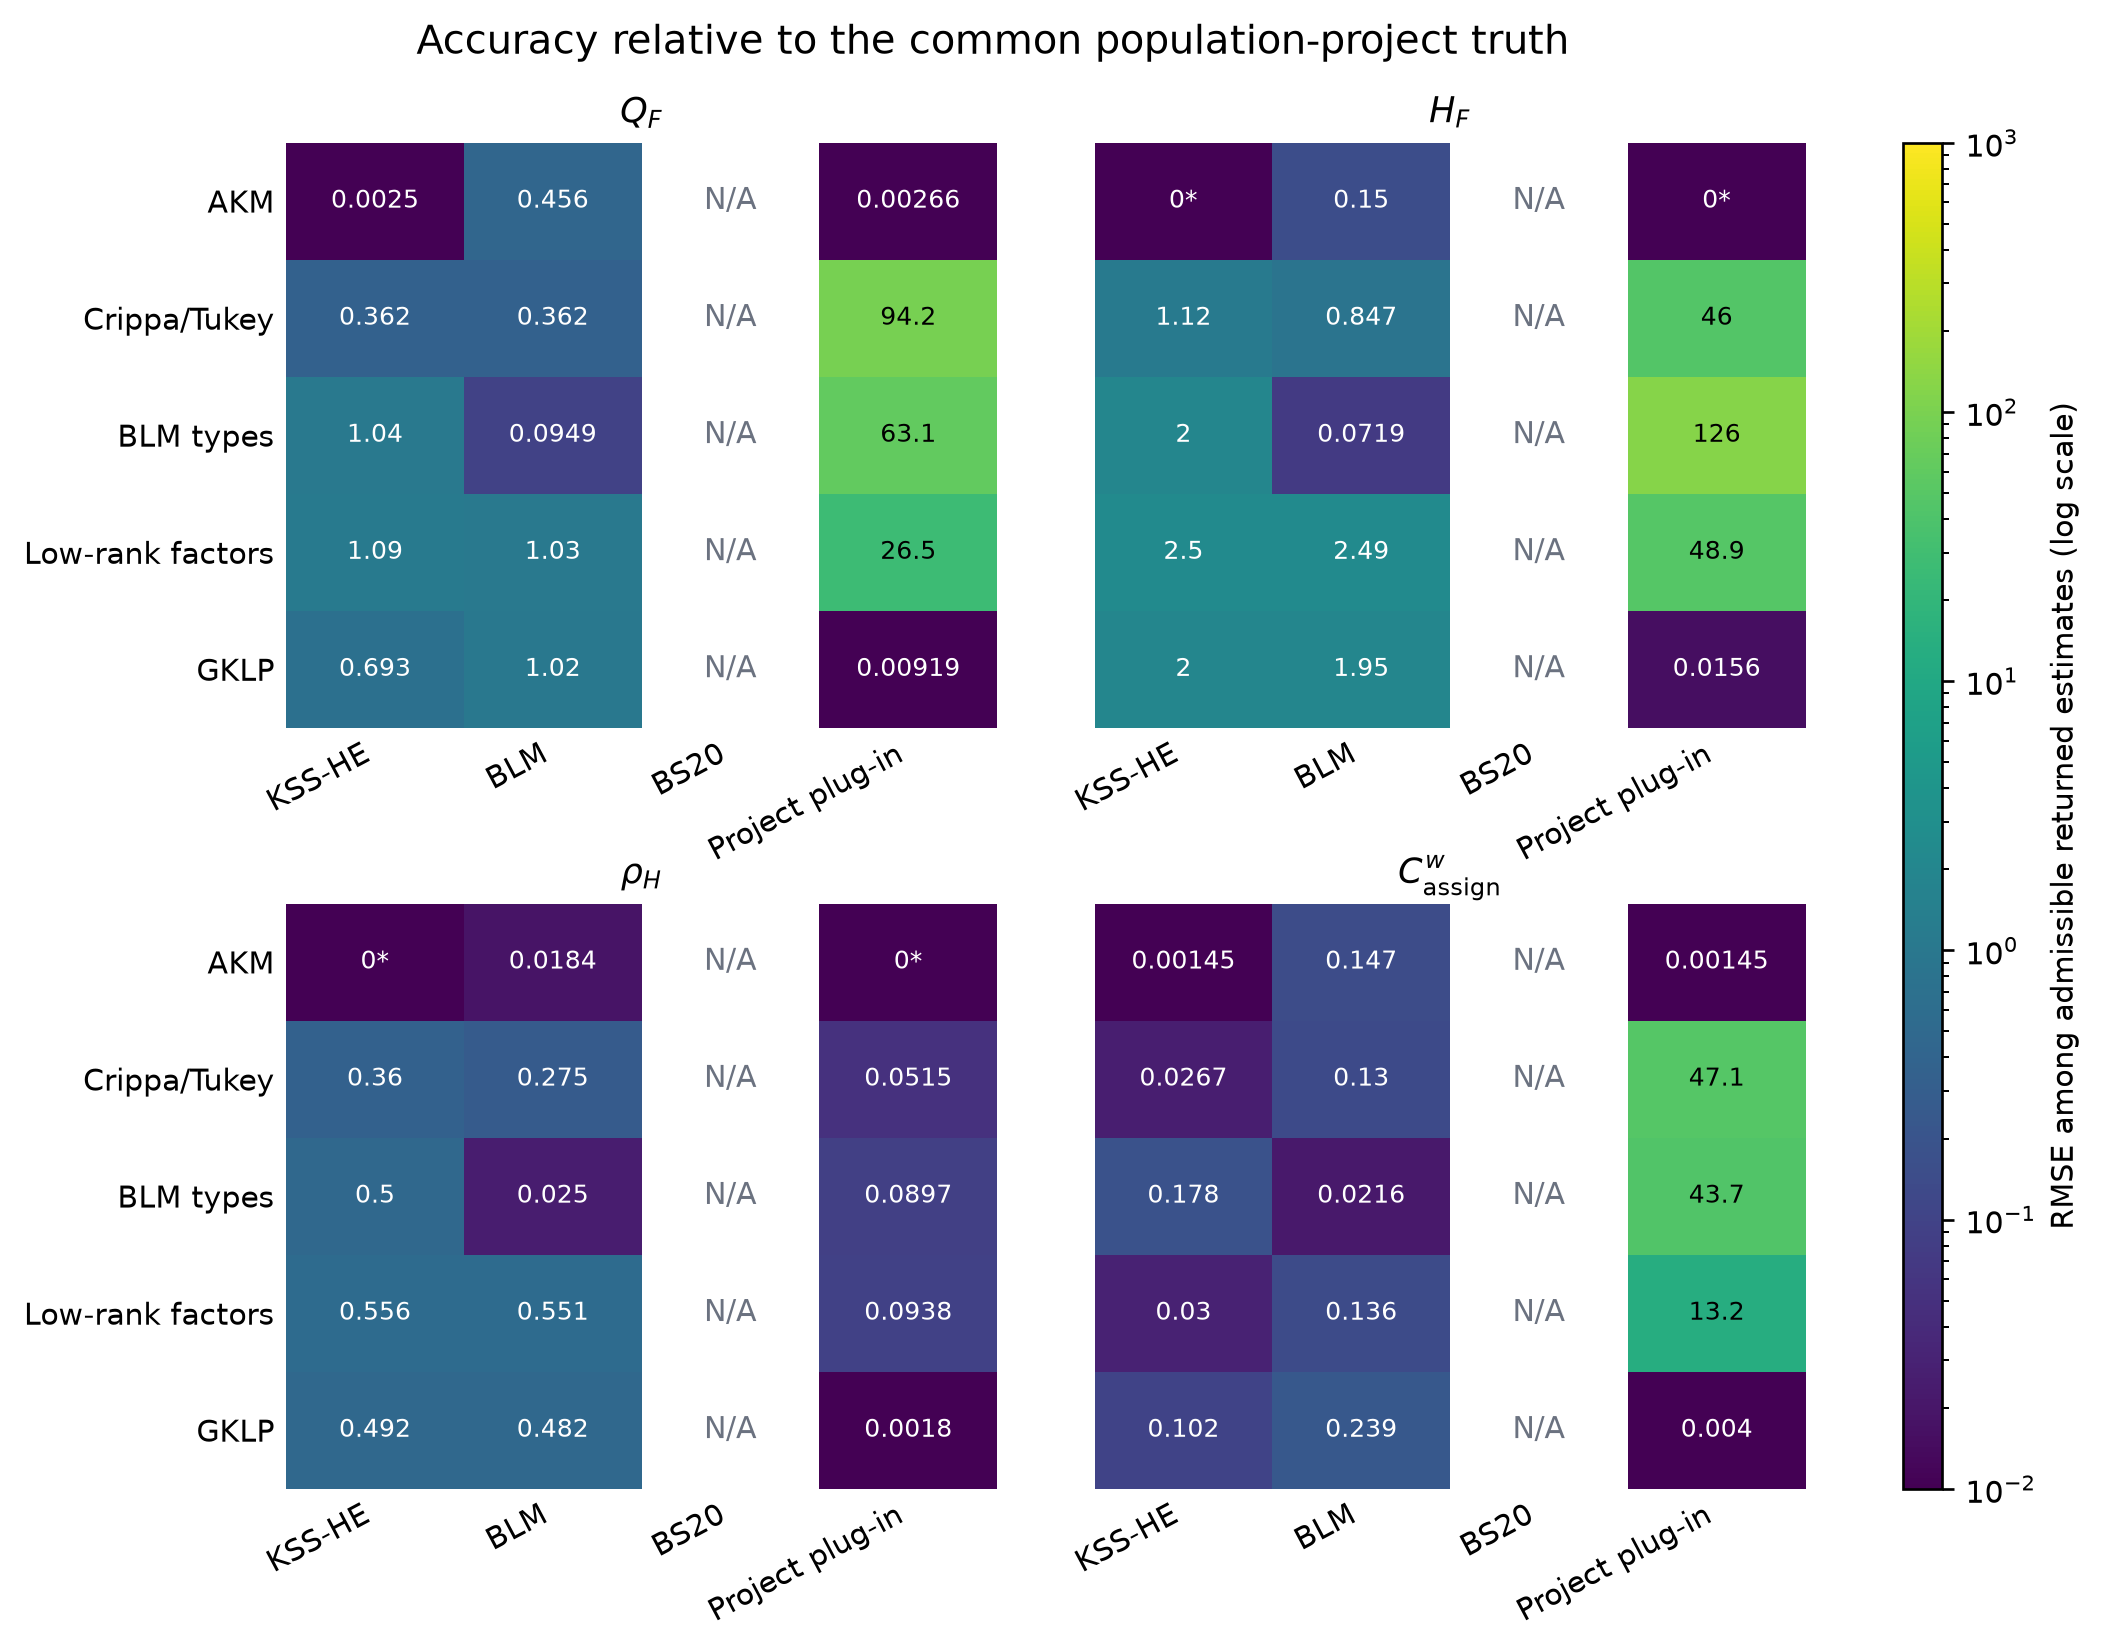 Accuracy relative to the common population-project truth
Q_F
AKM 0.0025 0.456 N/A 0.00266
Crippa/Tukey 0.362 0.362 N/A 94.2
BLM types 1.04 0.0949 N/A 63.1
Low-rank factors 1.09 1.03 N/A 26.5
GKLP 0.693 1.02 N/A 0.00919
KSS-HE BLM BS20 Project plug-in
H_F
0* 0.15 N/A 0*
1.12 0.847 N/A 46
2 0.0719 N/A 126
2.5 2.49 N/A 48.9
2 1.95 N/A 0.0156
KSS-HE BLM BS20 Project plug-in
ρ_H
AKM 0* 0.0184 N/A 0*
Crippa/Tukey 0.36 0.275 N/A 0.0515
BLM types 0.5 0.025 N/A 0.0897
Low-rank factors 0.556 0.551 N/A 0.0938
GKLP 0.492 0.482 N/A 0.0018
KSS-HE BLM BS20 Project plug-in
C^w_assign
0.00145 0.147 N/A 0.00145
0.0267 0.13 N/A 47.1
0.178 0.0216 N/A 43.7
0.03 0.136 N/A 13.2
0.102 0.239 N/A 0.004
KSS-HE BLM BS20 Project plug-in
10³
10²
10¹
10⁰
10⁻¹
10⁻²
RMSE among admissible returned estimates (log scale)